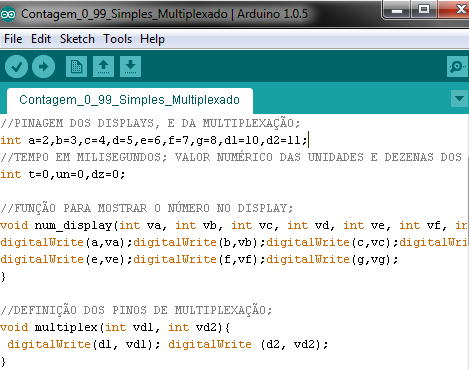 Contagem_0_99_Simples_Multiplexado | Arduino 1.0.5
File Edit Sketch Tools Help
Contagem_0_99_Simples_Multiplexado
//PINAGEM DOS DISPLAYS, E DA MULTIPLEXAÇÃO;
int a=2,b=3,c=4,d=5,e=6,f=7,g=8,d1=10,d2=11;
//TEMPO EM MILISEGUNDOS; VALOR NUMÉRICO DAS UNIDADES E DEZENAS DOS
int t=0,un=0,dz=0;
//FUNÇÃO PARA MOSTRAR O NÚMERO NO DISPLAY;
void num_display(int va, int vb, int vc, int vd, int ve, int vf, in
digitalWrite(a,va);digitalWrite(b,vb);digitalWrite(c,vc);digitalWrit
digitalWrite(e,ve);digitalWrite(f,vf);digitalWrite(g,vg);
}
//DEFINIÇÃO DOS PINOS DE MULTIPLEXAÇÃO;
void multiplex(int vd1, int vd2){
digitalWrite(d1, vd1); digitalWrite (d2, vd2);
}